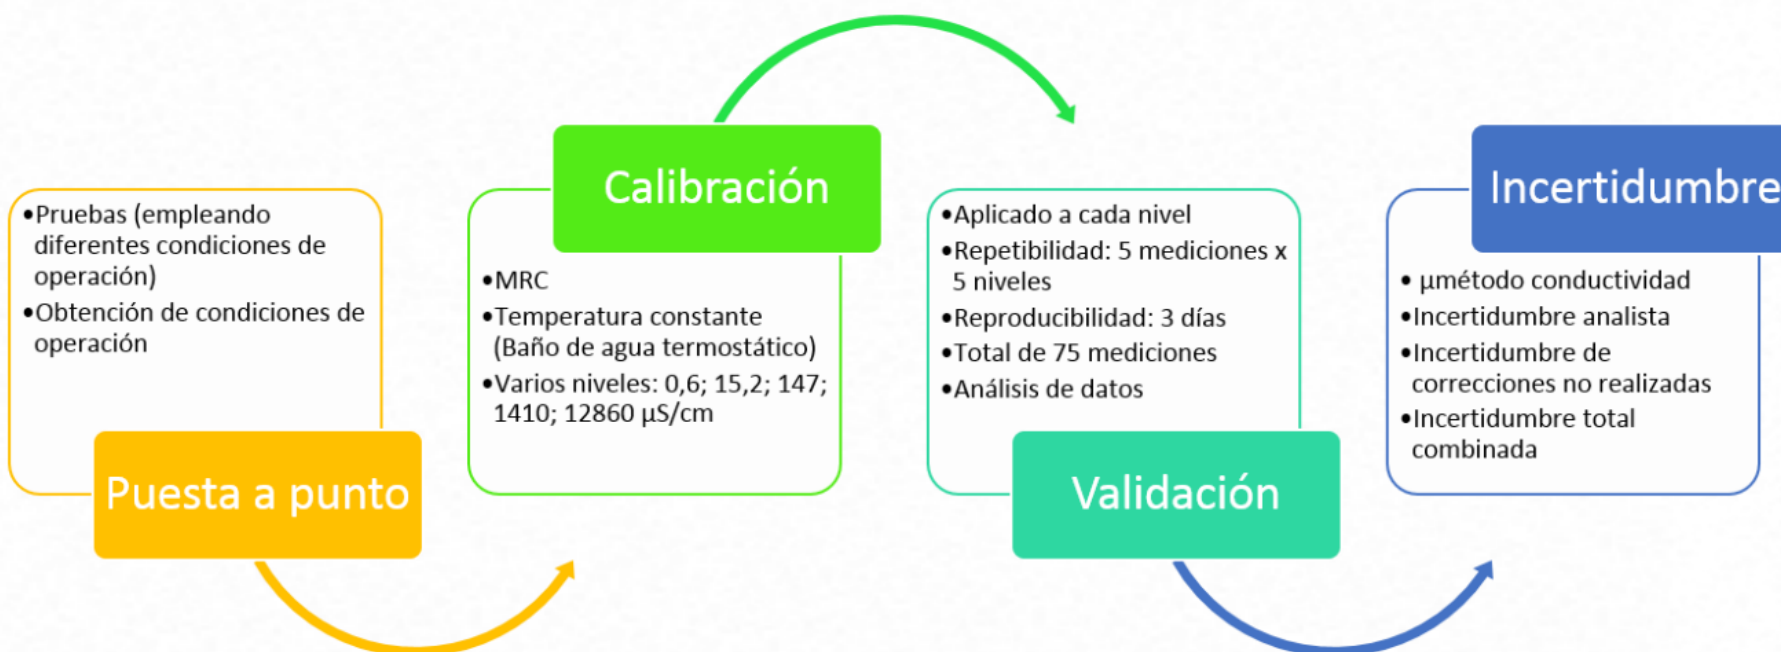 •Pruebas (empleando
diferentes condiciones de
operación)
•Obtención de condiciones de
operación
Puesta a punto
Calibración
•MRC
•Temperatura constante
(Baño de agua termostático)
•Varios niveles: 0,6; 15,2; 147;
1410; 12860 µS/cm
•Aplicado a cada nivel
•Repetibilidad: 5 mediciones x
5 niveles
•Reproducibilidad: 3 días
•Total de 75 mediciones
•Análisis de datos
Validación
Incertidumbre
• µmétodo conductividad
•Incertidumbre analista
•Incertidumbre de
correcciones no realizadas
•Incertidumbre total
combinada